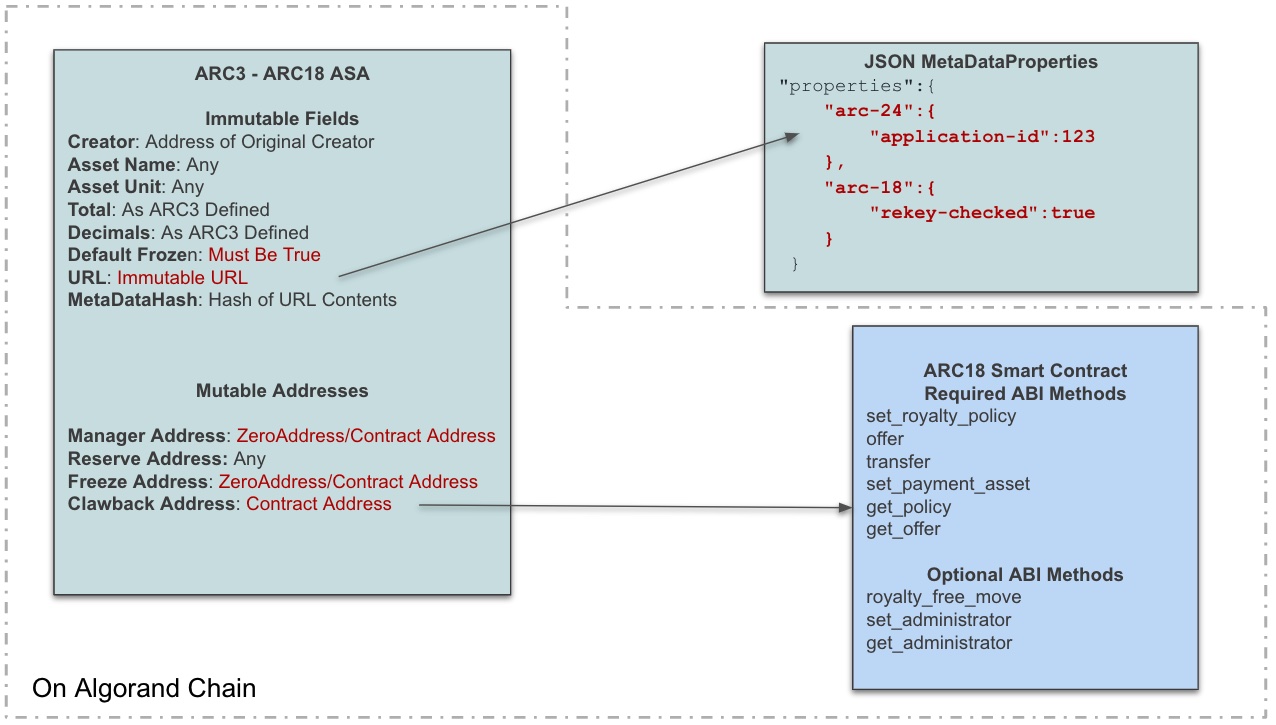 ARC3 - ARC18 ASA
Immutable Fields
Creator: Address of Original Creator
Asset Name: Any
Asset Unit: Any
Total: As ARC3 Defined
Decimals: As ARC3 Defined
Default Frozen: Must Be True
URL: Immutable URL
MetaDataHash: Hash of URL Contents
Mutable Addresses
Manager Address: ZeroAddress/Contract Address
Reserve Address: Any
Freeze Address: ZeroAddress/Contract Address
Clawback Address: Contract Address
JSON MetaDataProperties
"properties":{
"arc-24":{
"application-id":123
},
"arc-18":{
"rekey-checked":true
}
}
ARC18 Smart Contract
Required ABI Methods
set_royalty_policy
offer
transfer
set_payment_asset
get_policy
get_offer
Optional ABI Methods
royalty_free_move
set_administrator
get_administrator
On Algorand Chain